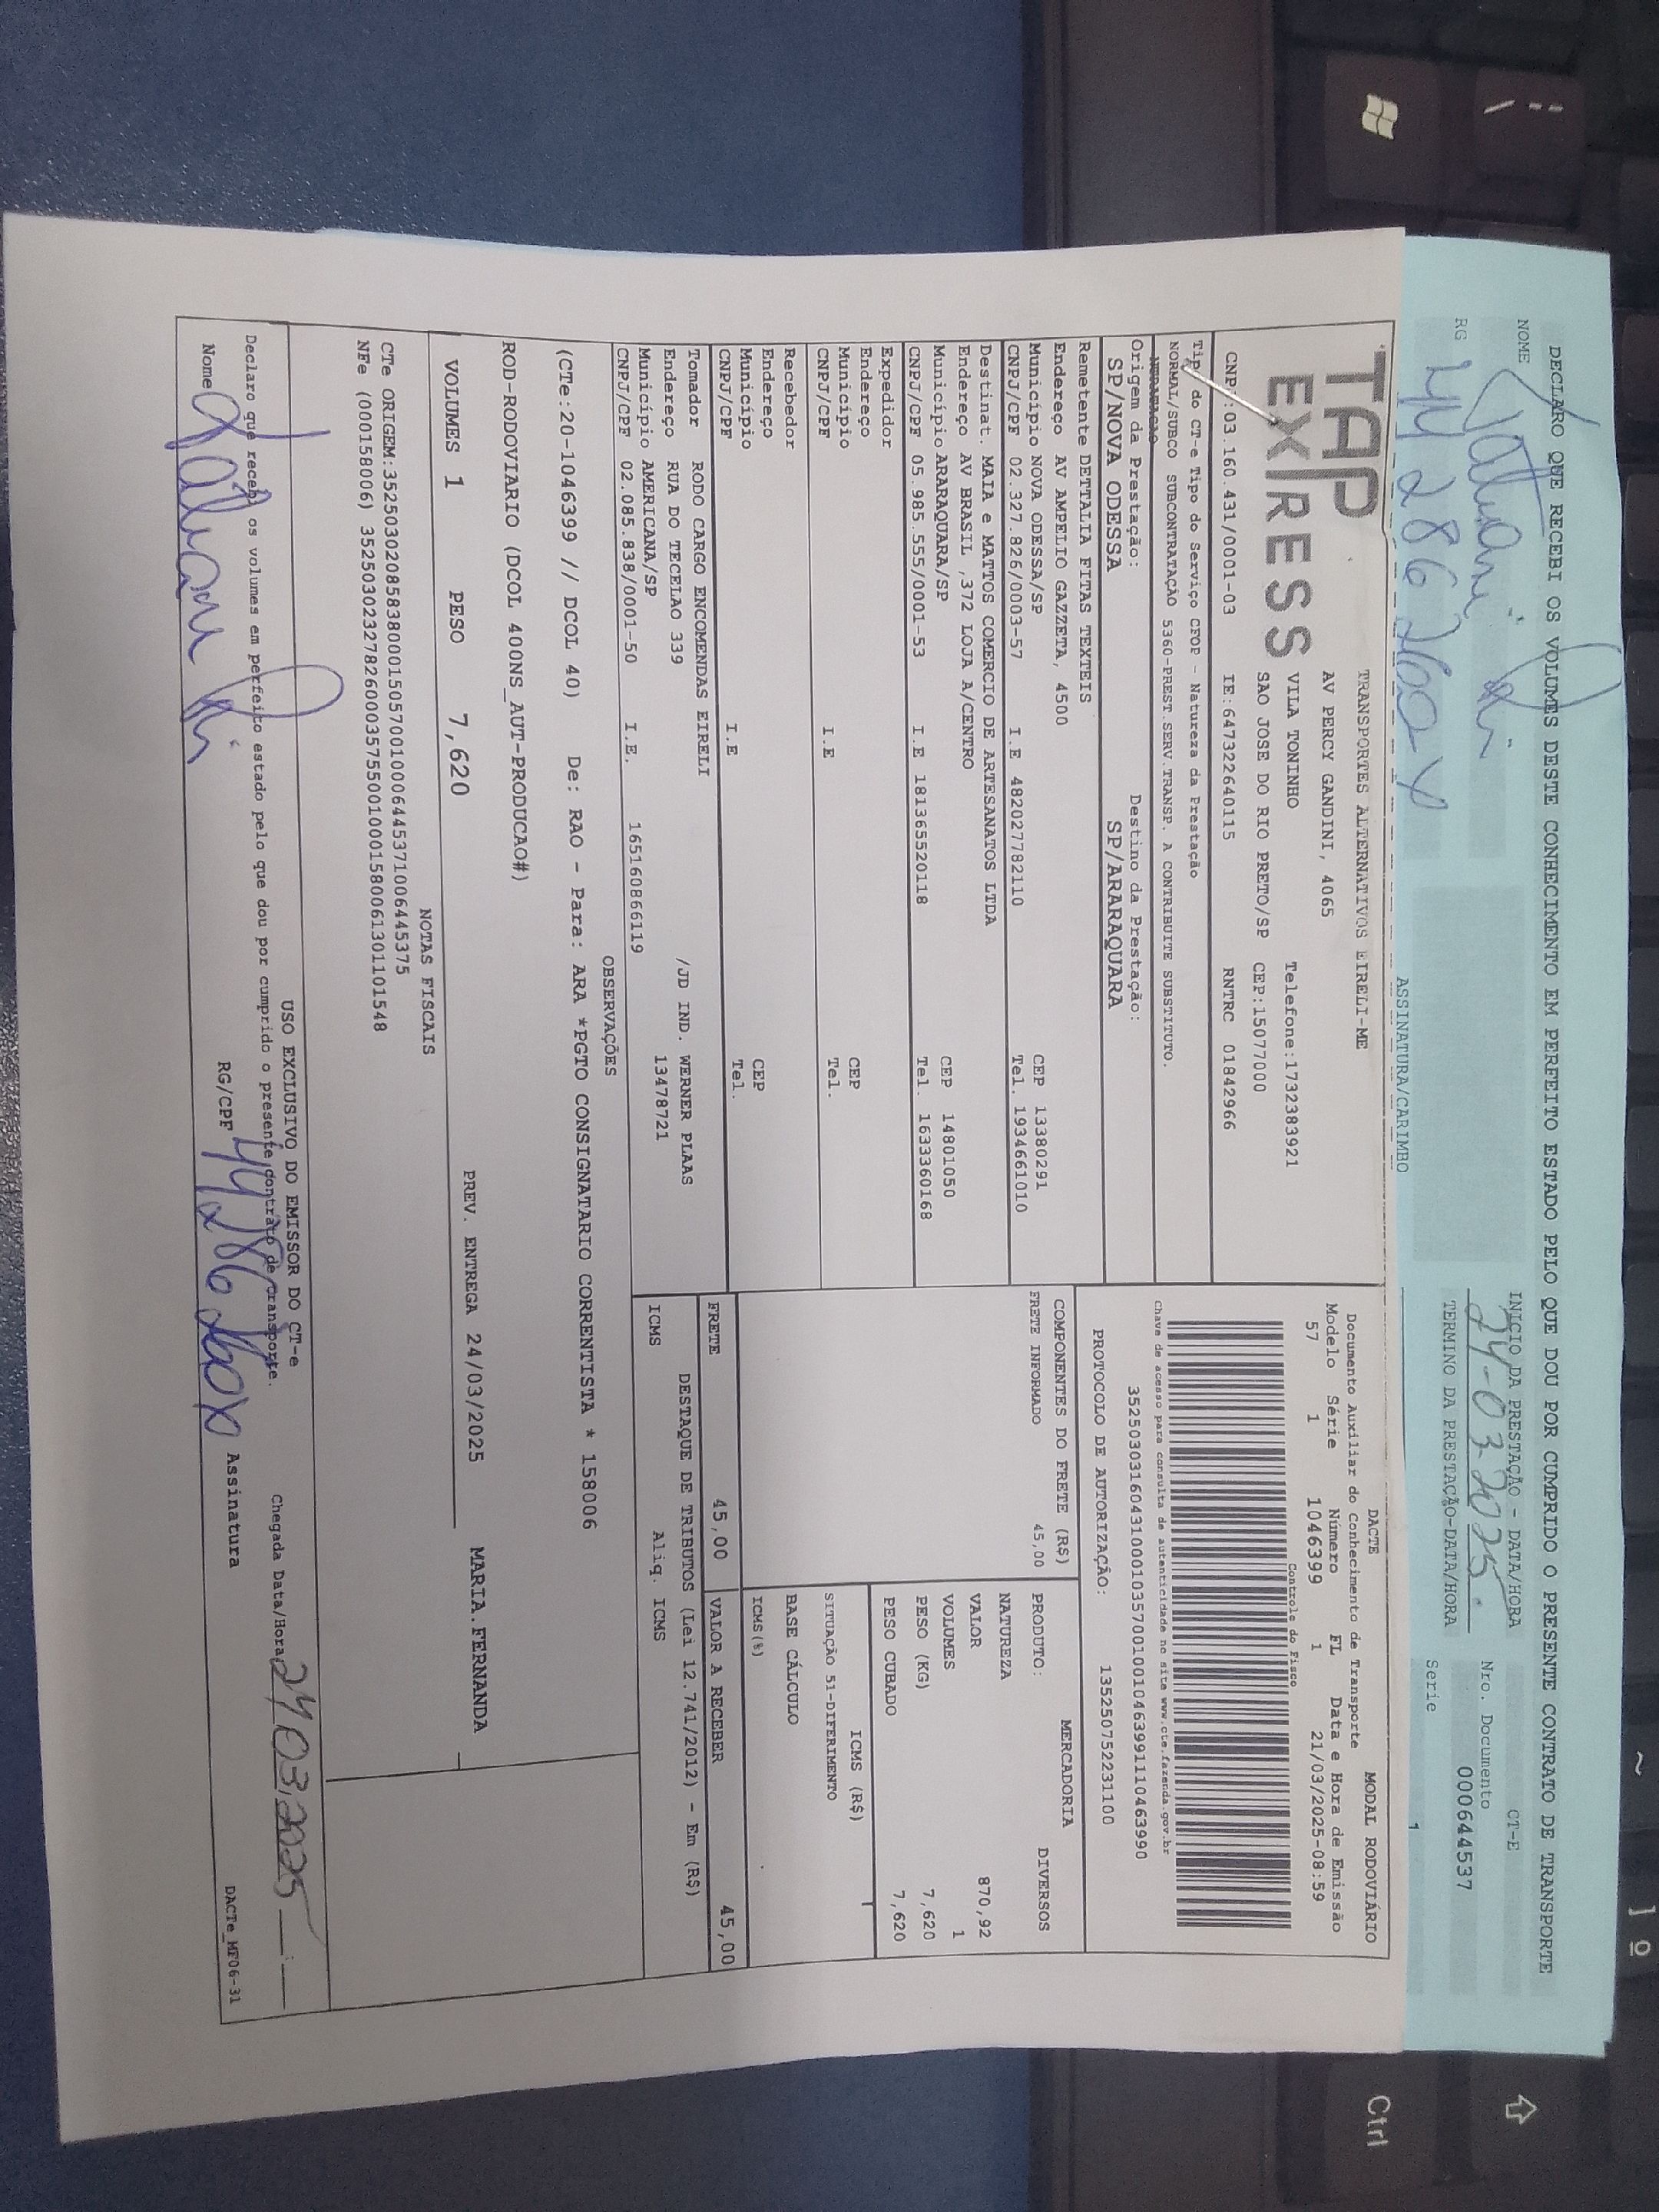 DECLARO QUE RECEBI OS VOLUMES DESTE CONHECIMENTO EM PERFEITO ESTADO PELO QUE DOU POR CUMPRIDO O PRESENTE CONTRATO DE TRANSPORTE
NOME
RG 44 286 260 X
ASSINATURA/CARIMBO
INÍCIO DA PRESTAÇÃO - DATA/HORA
24-03-2025.
TERMINO DA PRESTAÇÃO-DATA/HORA
CT-E
Nro. Documento
000644537
Serie
1
TAP
EXPRESS
TRANSPORTES ALTERNATIVOS EIRELI-ME
AV PERCY GANDINI, 4065
VILA TONINHO Telefone:1732383921
SAO JOSE DO RIO PRETO/SP CEP:15077000
CNPJ:03.160.431/0001-03 IE:647322640115 RNTRC 01842966
DACTE MODAL RODOVIÁRIO
Documento Auxiliar do Conhecimento de Transporte
Modelo Série Número FL Data e Hora de Emissão
57 1 1046399 1 21/03/2025-08:59
Controle do Fisco
Chave de acesso para consulta de autenticidade no site www.cte.fazenda.gov.br
35250303160431000103570010010463991110463990
PROTOCOLO DE AUTORIZAÇÃO: 135250752231100
Tipo do CT-e Tipo do Serviço CFOP - Natureza da Prestação
NORMAL/SUBCO SUBCONTRATAÇÃO 5360-PREST.SERV.TRANSP. A CONTRIBUITE SUBSTITUTO.
Origem da Prestação: Destino da Prestação:
SP/NOVA ODESSA SP/ARARAQUARA
Remetente DETTALIA FITAS TEXTEIS
Endereço AV AMPELIO GAZZETA, 4500
Município NOVA ODESSA/SP CEP 13380291
CNPJ/CPF 02.327.826/0003-57 I.E 482027782110 Tel. 1934661010
Destinat. MAIA e MATTOS COMERCIO DE ARTESANATOS LTDA
Endereço AV BRASIL ,372 LOJA A/CENTRO
Município ARARAQUARA/SP CEP 14801050
CNPJ/CPF 05.985.555/0001-53 I.E 181365520118 Tel. 1633360168
Expedidor
Endereço
Município CEP
CNPJ/CPF I.E Tel.
Recebedor
Endereço
Município CEP
CNPJ/CPF I.E Tel.
Tomador RODO CARGO ENCOMENDAS EIRELI
Endereço RUA DO TECELAO 339 /JD IND. WERNER PLAAS
Município AMERICANA/SP 13478721
CNPJ/CPF 02.085.838/0001-50 I.E. 165160866119
COMPONENTES DO FRETE (R$)
FRETE INFORMADO 45,00
MERCADORIA
PRODUTO: DIVERSOS
NATUREZA
VALOR 870,92
VOLUMES 1
PESO (KG) 7,620
PESO CUBADO 7,620
ICMS (R$)
SITUAÇÃO 51-DIFERIMENTO
BASE CÁLCULO
ICMS(%)
FRETE 45,00 VALOR A RECEBER 45,00
DESTAQUE DE TRIBUTOS (Lei 12.741/2012) - Em (R$)
ICMS Aliq. ICMS
OBSERVAÇÕES
(CTe:20-1046399 // DCOL 40) De: RAO - Para: ARA *PGTO CONSIGNATARIO CORRENTISTA * 158006
ROD-RODOVIARIO (DCOL 400NS_AUT-PRODUCAO#)
VOLUMES 1 PESO 7,620 PREV. ENTREGA 24/03/2025 MARIA.FERNANDA
NOTAS FISCAIS
CTe ORIGEM:35250302085838000150570010006445371006445375
NFe (000158006) 35250302327826000357550010001580061301101548
USO EXCLUSIVO DO EMISSOR DO CT-e
Declaro que recebi os volumes em perfeito estado pelo que dou por cumprido o presente contrato de transporte.
Chegada Data/Hora 24 03,2025 __:__
Nome RG/CPF 44 286 260X Assinatura
DACTe_MF06-31